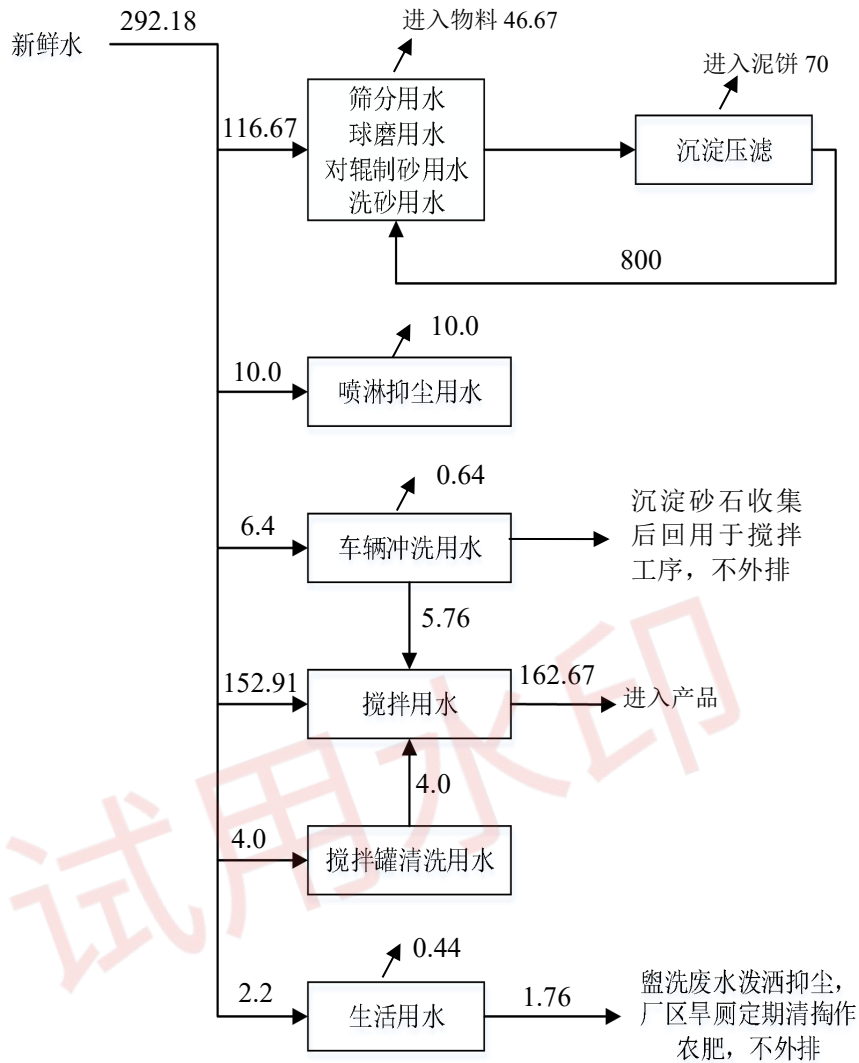 292.18
新鲜水
进入物料 46.67
进入泥饼 70
116.67
筛分用水
球磨用水
对辊制砂用水
洗砂用水
沉淀压滤
800
10.0
10.0
喷淋抑尘用水
0.64
6.4
车辆冲洗用水
沉淀砂石收集
后回用于搅拌
工序，不外排
5.76
152.91
搅拌用水
162.67
进入产品
4.0
4.0
搅拌罐清洗用水
0.44
2.2
生活用水
1.76
盥洗废水泼洒抑尘，
厂区旱厕定期清掏作
农肥，不外排
试用水印